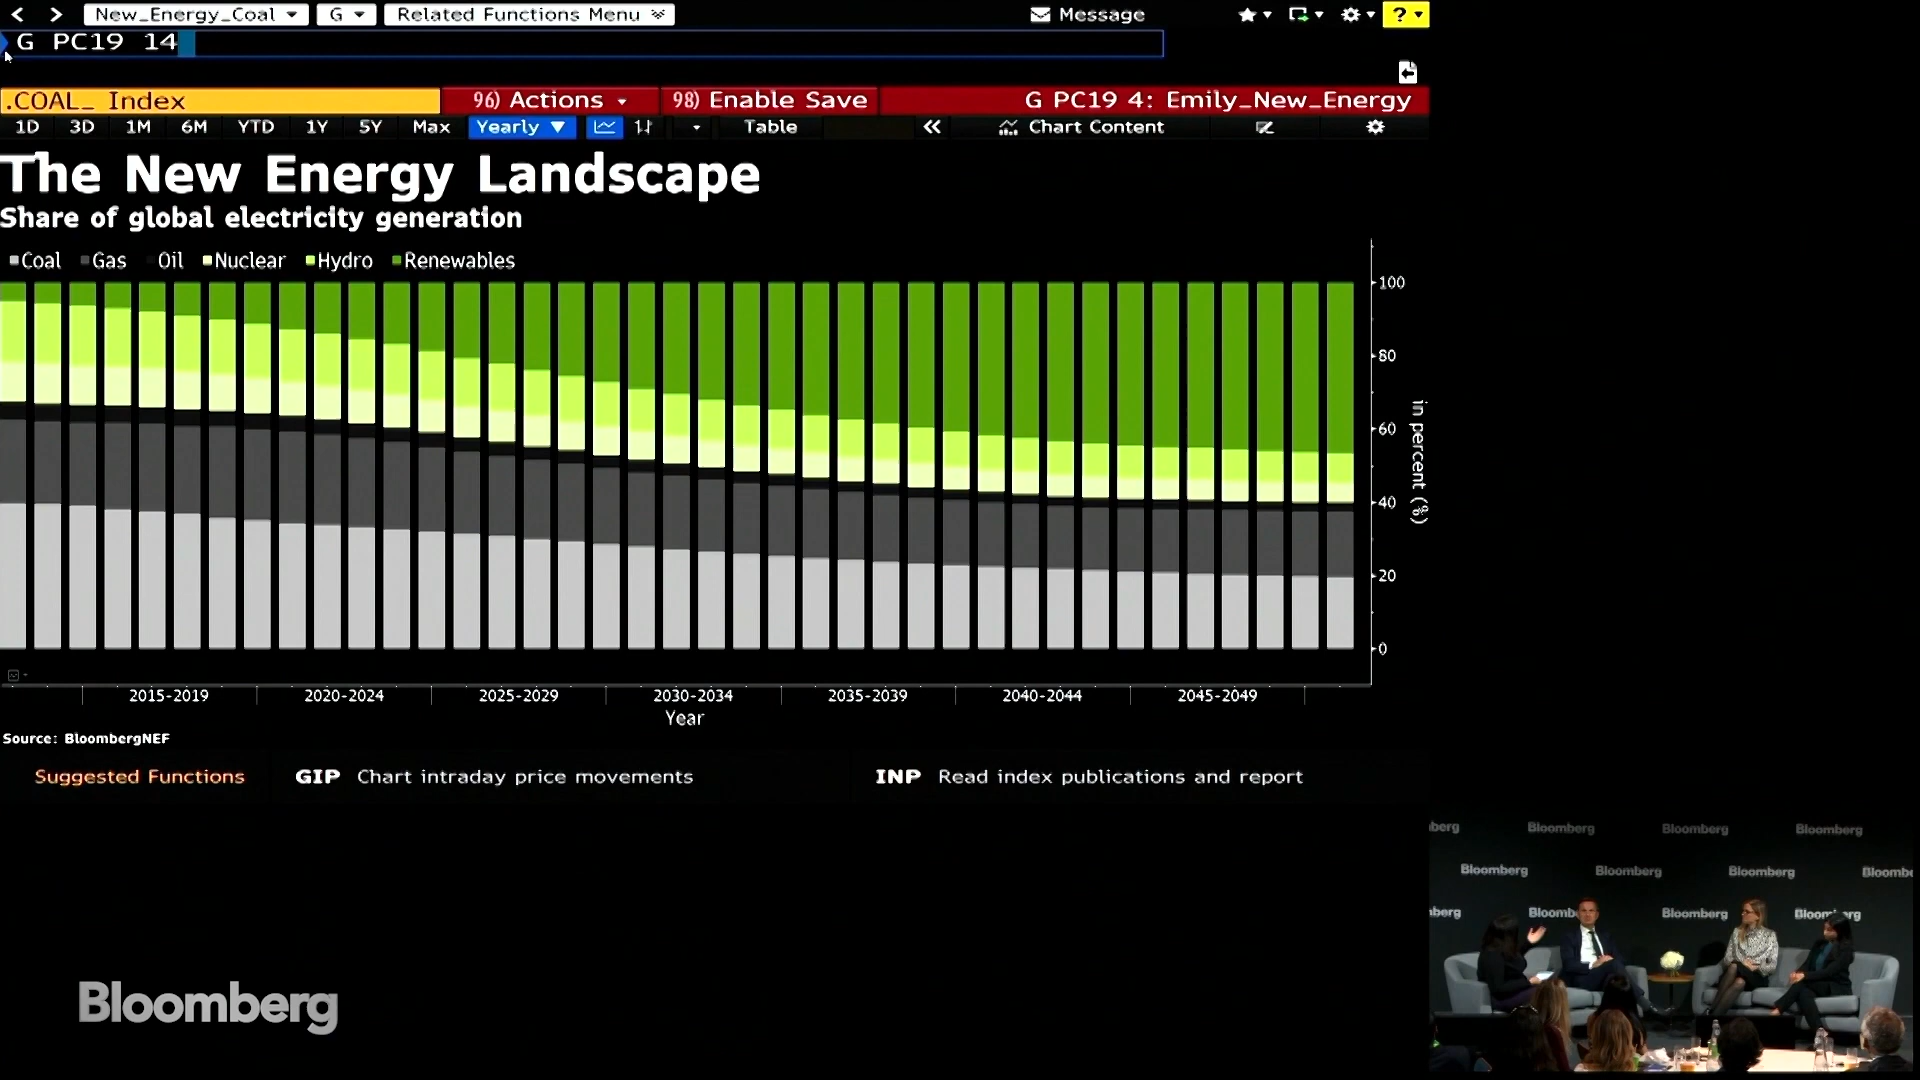 New_Energy_Coal
G
Related Functions Menu
Message
?
G PC19 14
.COAL_ Index
96) Actions
98) Enable Save
G PC19 4: Emily_New_Energy
1D 3D 1M 6M YTD 1Y 5Y Max Yearly Table Chart Content
The New Energy Landscape
Share of global electricity generation
Coal Gas Oil Nuclear Hydro Renewables
100
80
60
40
20
0
in percent (%)
2015-2019 2020-2024 2025-2029 2030-2034 2035-2039 2040-2044 2045-2049
Year
Source: BloombergNEF
Suggested Functions GIP Chart intraday price movements INP Read index publications and report
Bloomberg
Bloomberg Bloomberg Bloomberg
Bloomberg Bloomberg Bloomberg
Bloomberg Bloomberg